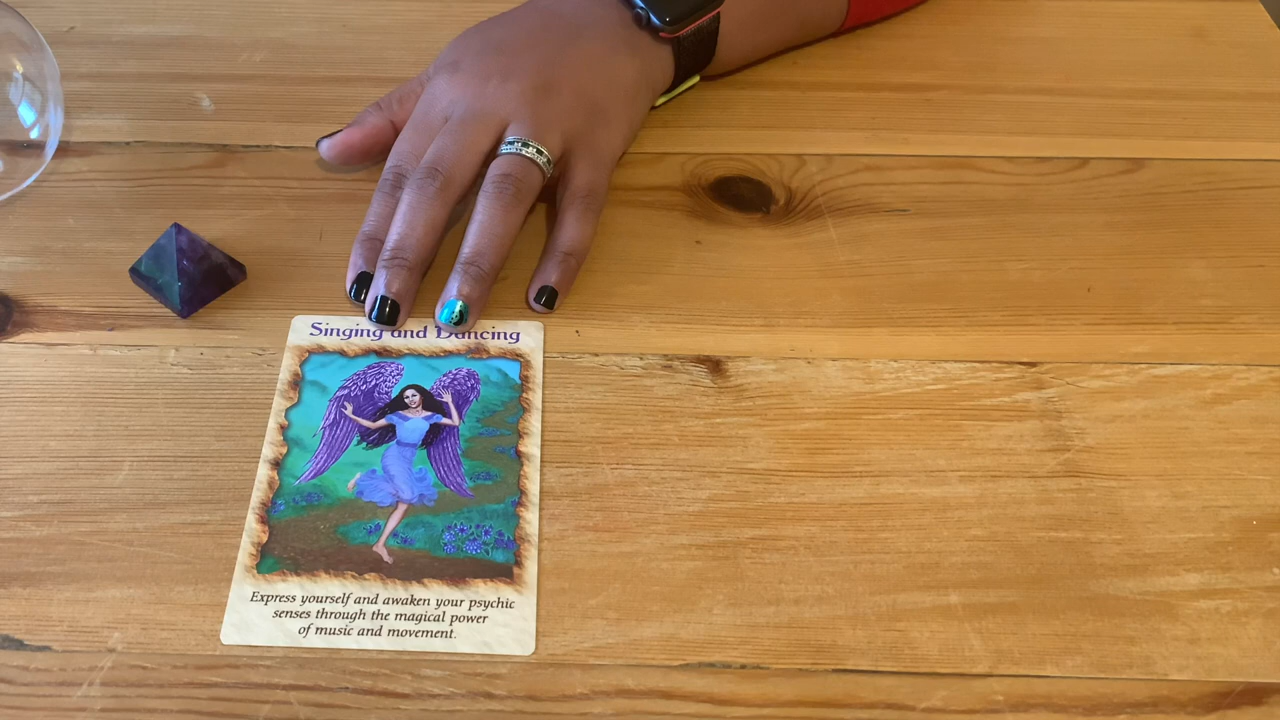 Singing and Dancing
Express yourself and awaken your psychic
senses through the magical power
of music and movement.